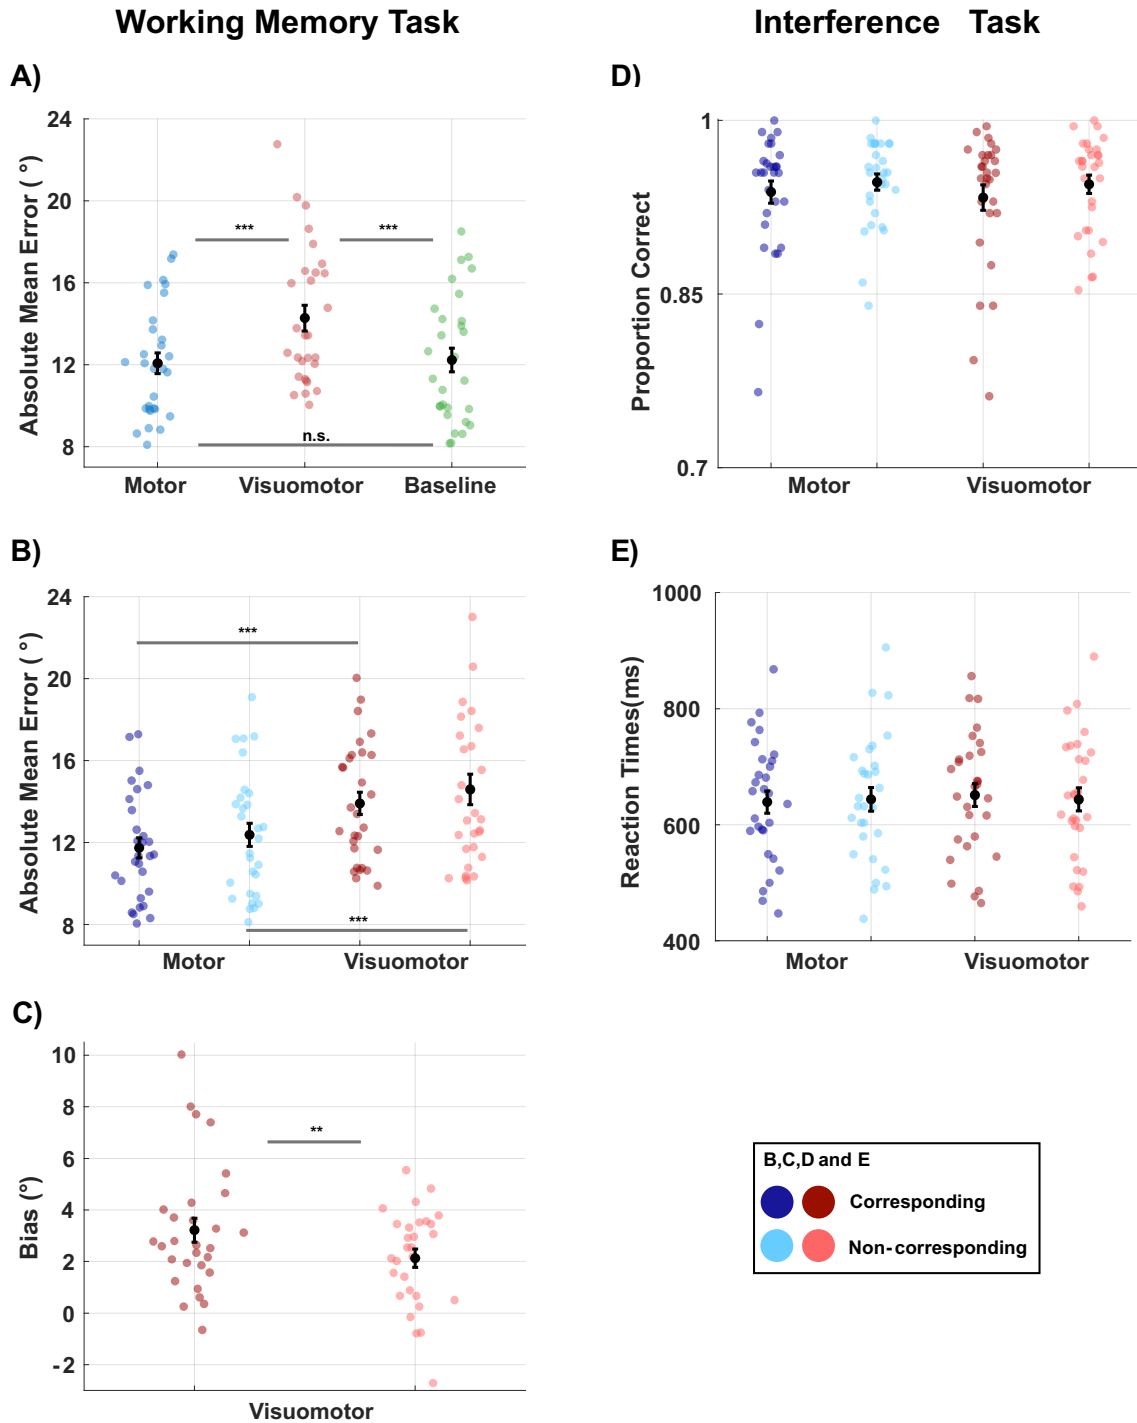 Working Memory Task
Interference Task
A)
D)
24
20
16
12
8
Absolute Mean Error ( °)
***
***
n.s.
Motor
Visuomotor
Baseline
1
0.85
0.7
Proportion Correct
Motor
Visuomotor
B)
E)
24
20
16
12
8
Absolute Mean Error ( °)
***
***
Motor
Visuomotor
1000
800
600
400
Reaction Times(ms)
Motor
Visuomotor
C)
10
8
6
4
2
0
-2
Bias (°)
**
Visuomotor
B,C,D and E
Corresponding
Non-corresponding